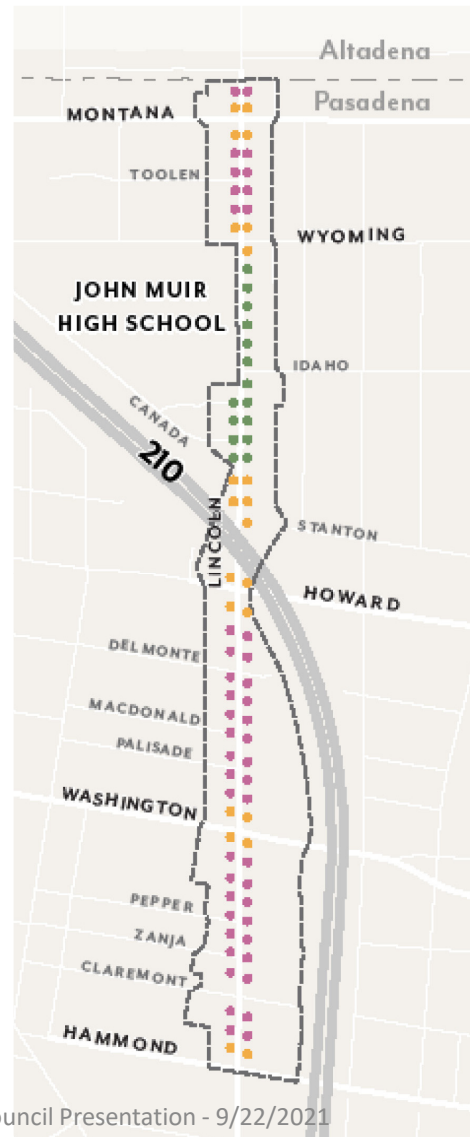 Altadena
Pasadena
MONTANA
TOOLEN
WYOMING
JOHN MUIR
HIGH SCHOOL
IDAHO
CANADA
210
LINCOLN
STANTON
HOWARD
DEL MONTE
MACDONALD
PALISADE
WASHINGTON
PEPPER
ZANJA
CLAREMONT
HAMMOND
ouncil Presentation - 9/22/2021